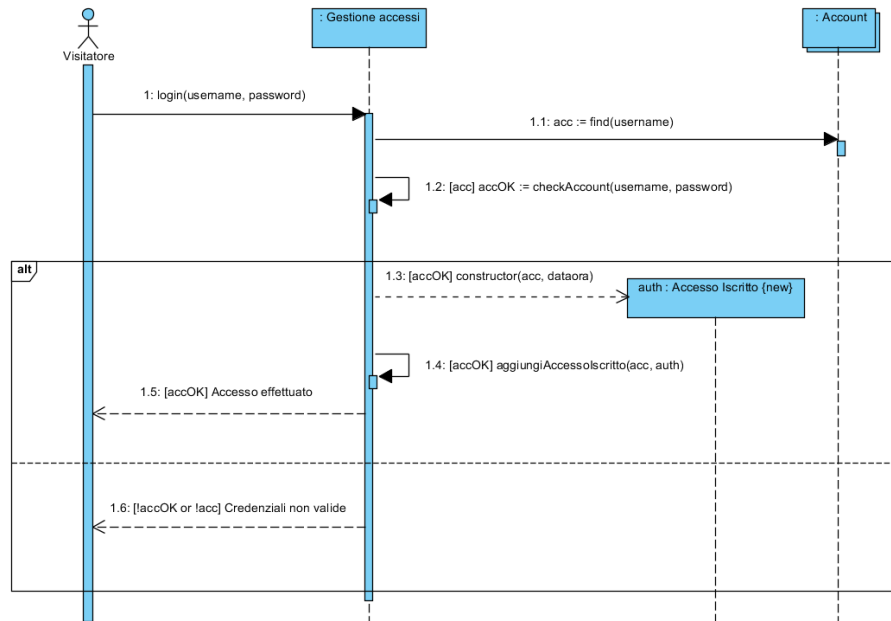 : Gestione accessi
: Account
Visitatore
1: login(username, password)
1.1: acc := find(username)
1.2: [acc] accOK := checkAccount(username, password)
alt
1.3: [accOK] constructor(acc, dataora)
auth : Accesso Iscritto {new}
1.4: [accOK] aggiungiAccessoIscritto(acc, auth)
1.5: [accOK] Accesso effettuato
1.6: [!accOK or !acc] Credenziali non valide